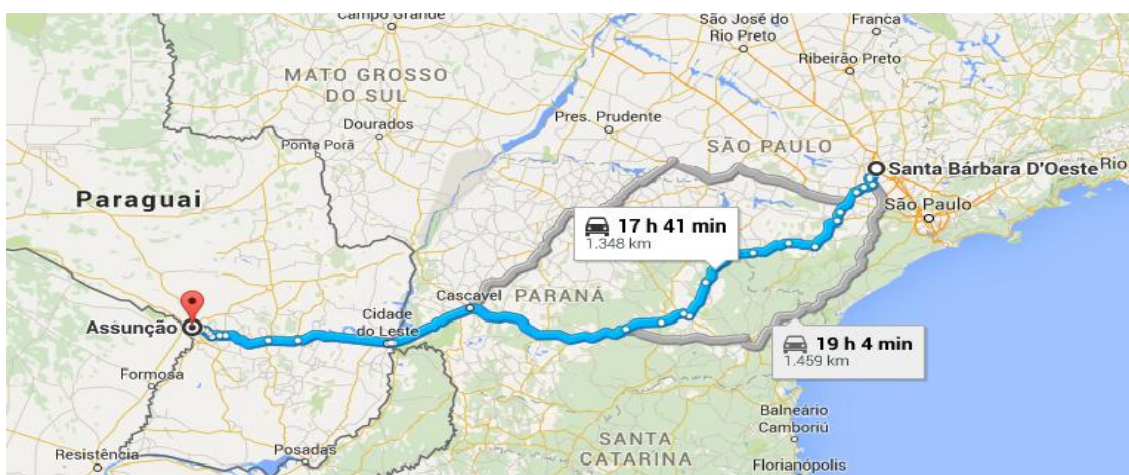 Campo Grande
São José do
Rio Preto
Franca
Ribeirão Preto
MATO GROSSO
DO SUL
Dourados
Pres. Prudente
Ponta Porã
SÃO PAULO
Santa Bárbara D'Oeste
Rio
Paraguai
São Paulo
17 h 41 min
1.348 km
Cascavel
PARANÁ
Cidade
do Leste
Assunção
19 h 4 min
1.459 km
Formosa
Balneário
Camboriú
SANTA
CATARINA
Posadas
Resistência
Florianópolis